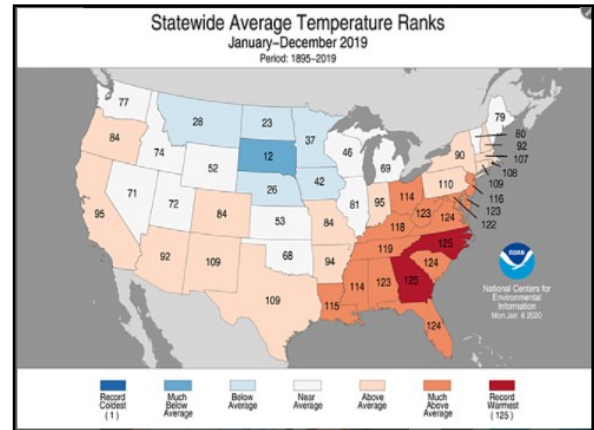 Statewide Average Temperature Ranks
January–December 2019
Period: 1895–2019
77
28
23
37
79
84
74
12
46
80
92
107
108
52
69
90
26
42
110
109
116
71
72
81
95
114
123
122
95
84
53
84
118
123
124
92
109
68
94
119
125
109
114
123
125
124
115
124
noaa
National Centers for
Environmental
Information
Mon Jan 6 2020
Record
Coldest
(1)
Much
Below
Average
Below
Average
Near
Average
Above
Average
Much
Above
Average
Record
Warmest
(125)